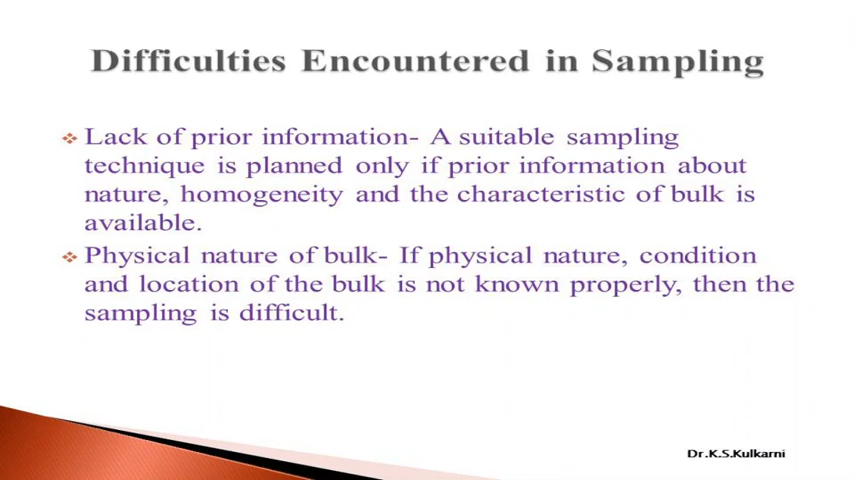 Difficulties Encountered in Sampling
Lack of prior information- A suitable sampling
technique is planned only if prior information about
nature, homogeneity and the characteristic of bulk is
available.
Physical nature of bulk- If physical nature, condition
and location of the bulk is not known properly, then the
sampling is difficult.
Dr.K.S.Kulkarni